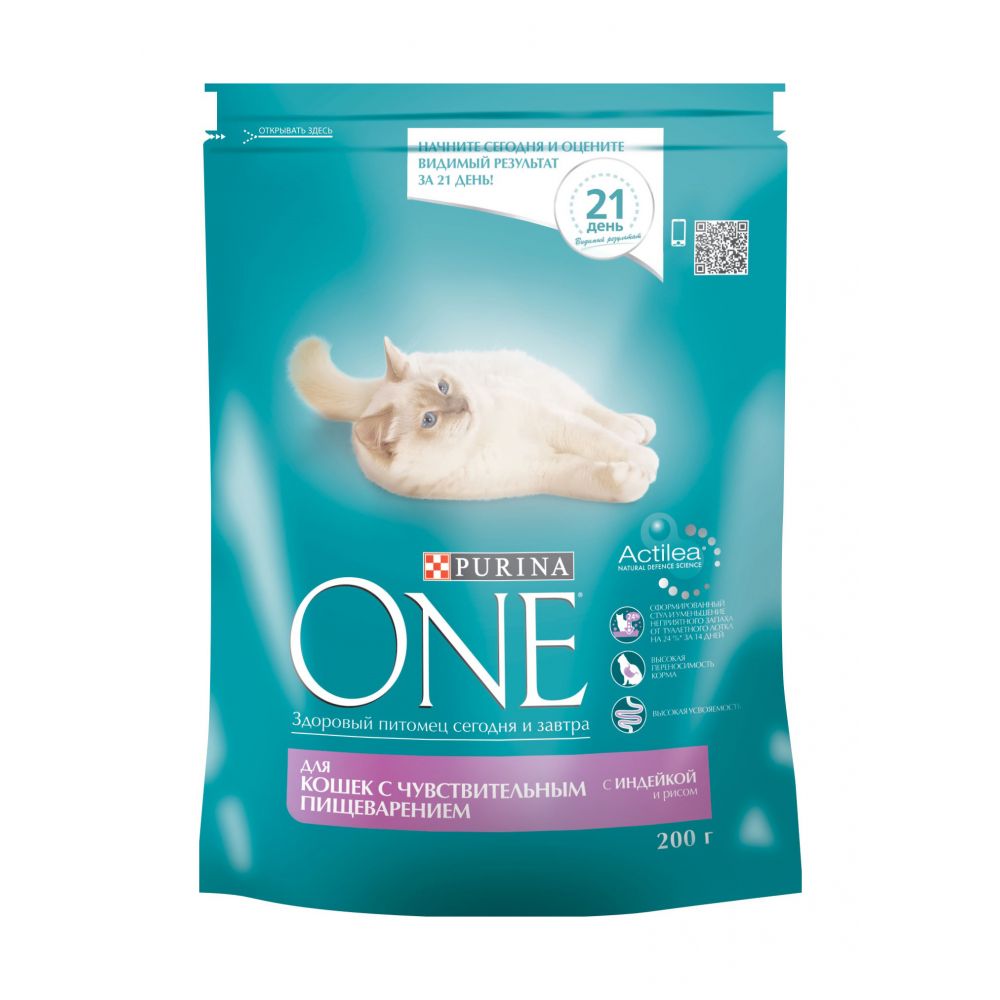 ОТКРЫВАТЬ ЗДЕСЬ
НАЧНИТЕ СЕГОДНЯ И ОЦЕНИТЕ
ВИДИМЫЙ РЕЗУЛЬТАТ
ЗА 21 ДЕНЬ!
21
день
Видимый результат
Actilea®
NATURAL DEFENCE SCIENCE
PURINA
ONE®
Здоровый питомец сегодня и завтра
24%
СФОРМИРОВАННЫЙ
СТУЛ И УМЕНЬШЕНИЕ
НЕПРИЯТНОГО ЗАПАХА
ОТ ТУАЛЕТНОГО ЛОТКА
НА 24 %* ЗА 14 ДНЕЙ
ВЫСОКАЯ
ПЕРЕНОСИМОСТЬ
КОРМА
ВЫСОКАЯ УСВОЯЕМОСТЬ
ДЛЯ
КОШЕК С ЧУВСТВИТЕЛЬНЫМ
ПИЩЕВАРЕНИЕМ
С ИНДЕЙКОЙ
И РИСОМ
200 г